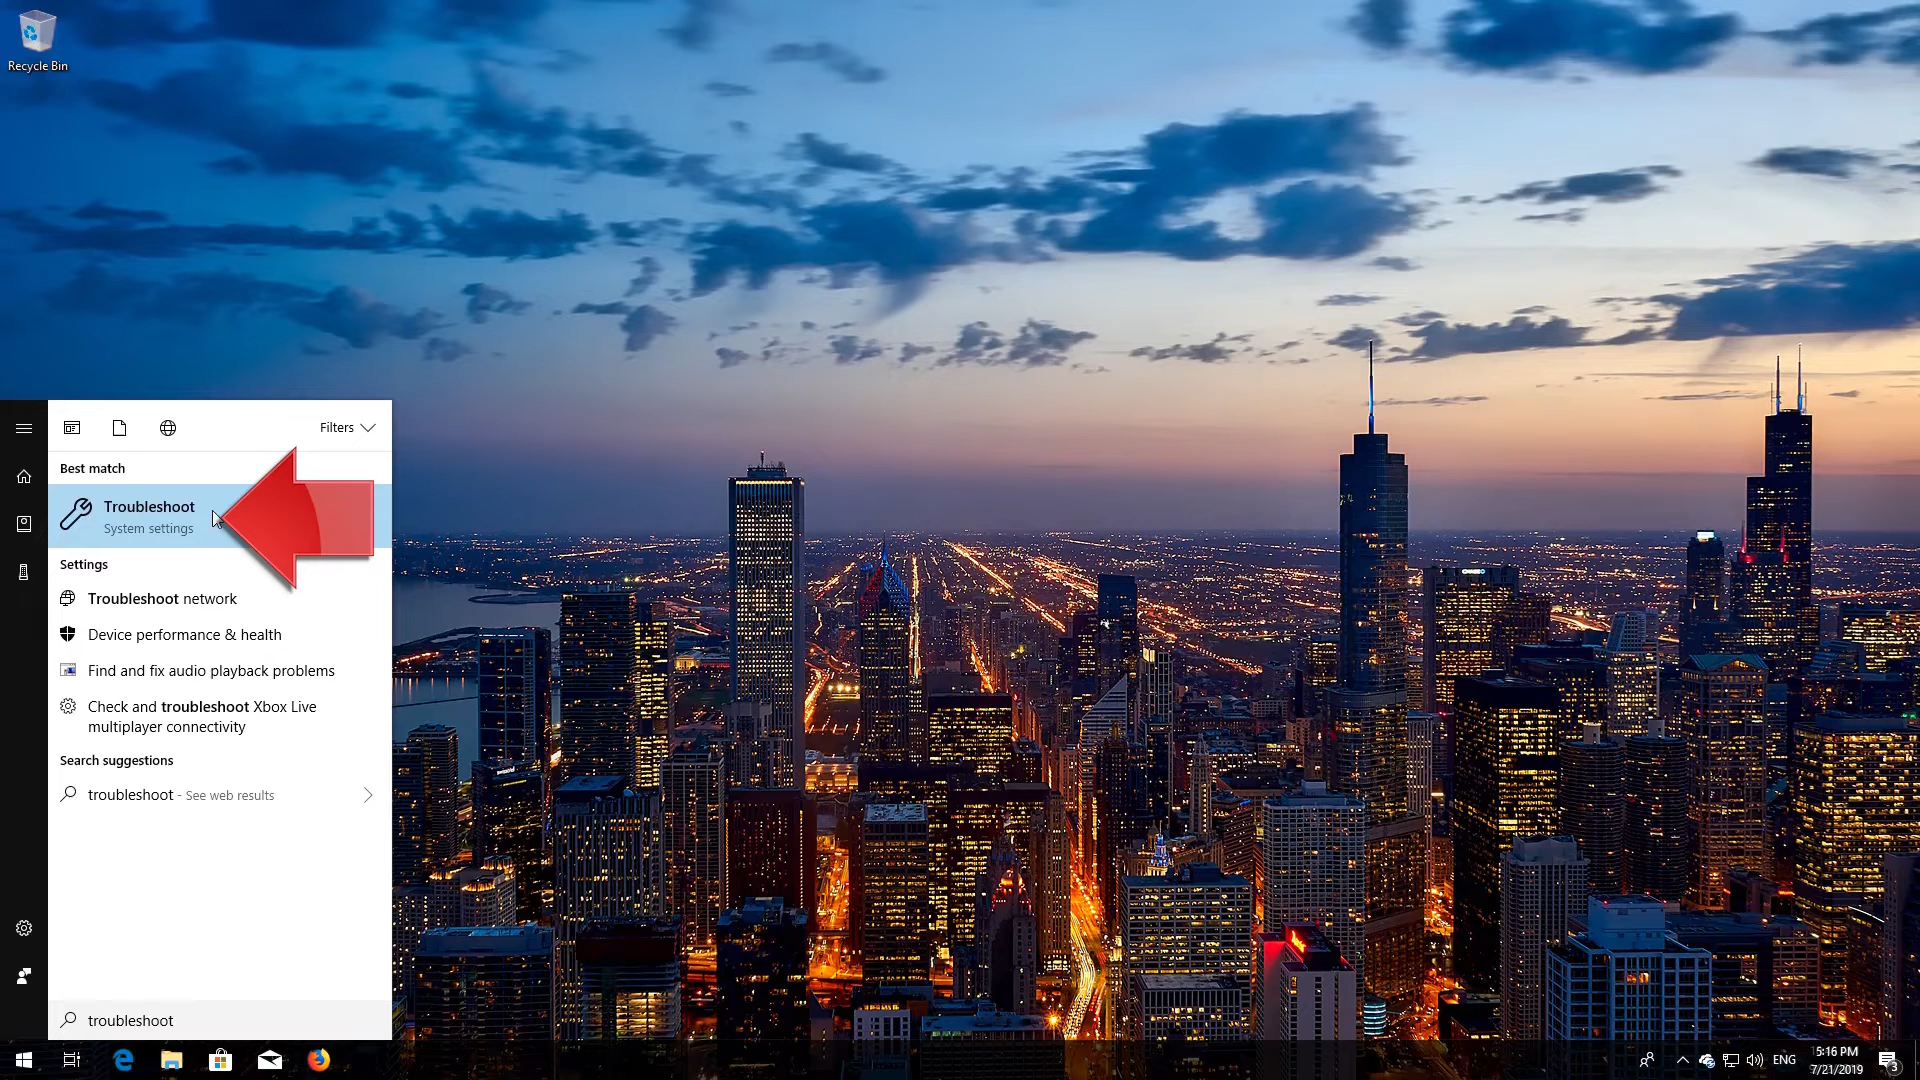 Recycle Bin
Filters
Best match
Troubleshoot
System settings
Settings
Troubleshoot network
Device performance & health
Find and fix audio playback problems
Check and troubleshoot Xbox Live
multiplayer connectivity
Search suggestions
troubleshoot - See web results
troubleshoot
ENG
5:16 PM
7/21/2019
3